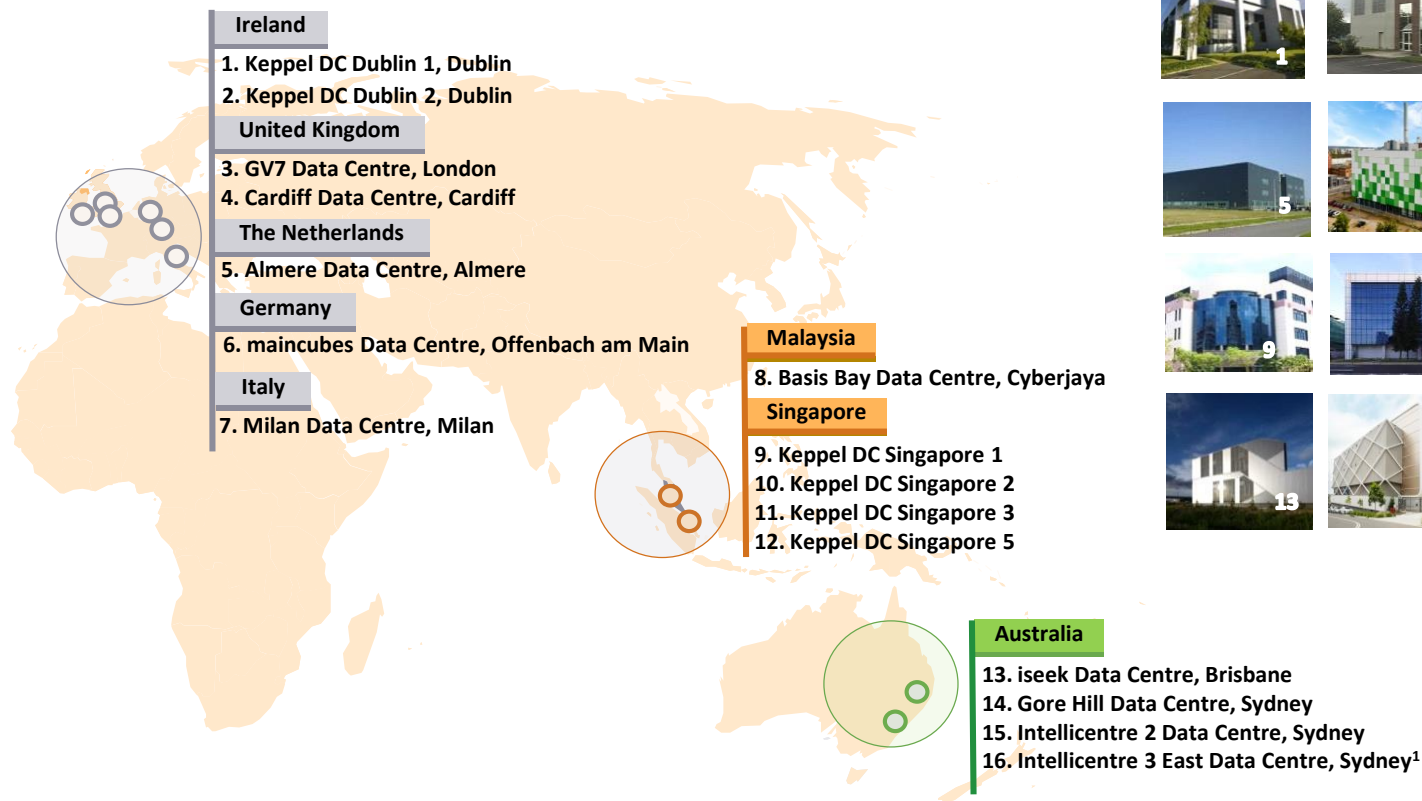 Ireland
1. Keppel DC Dublin 1, Dublin
2. Keppel DC Dublin 2, Dublin
United Kingdom
3. GV7 Data Centre, London
4. Cardiff Data Centre, Cardiff
The Netherlands
5. Almere Data Centre, Almere
Germany
6. maincubes Data Centre, Offenbach am Main
Italy
7. Milan Data Centre, Milan
Malaysia
8. Basis Bay Data Centre, Cyberjaya
Singapore
9. Keppel DC Singapore 1
10. Keppel DC Singapore 2
11. Keppel DC Singapore 3
12. Keppel DC Singapore 5
Australia
13. iseek Data Centre, Brisbane
14. Gore Hill Data Centre, Sydney
15. Intellicentre 2 Data Centre, Sydney
16. Intellicentre 3 East Data Centre, Sydney¹
1
5
9
13